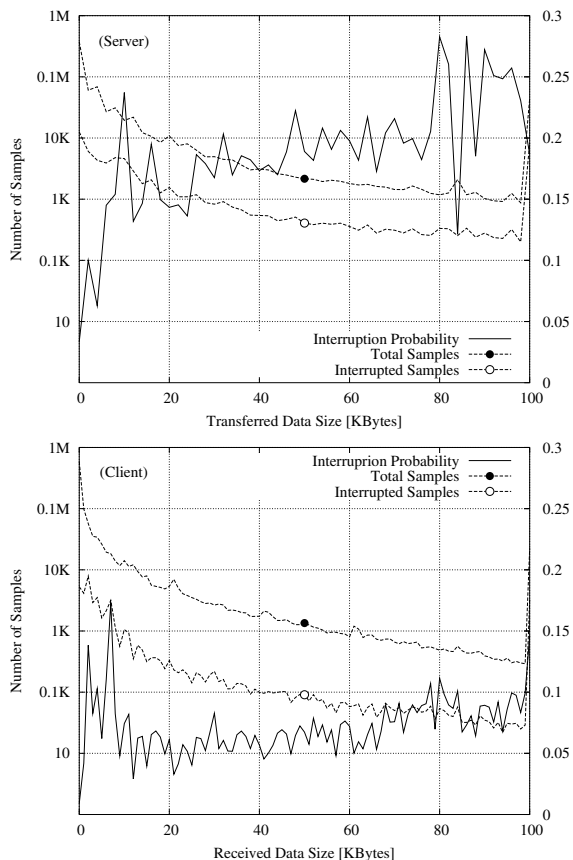 1M
0.3
(Server)
0.1M
0.25
10K
0.2
Number of Samples
1K
0.15
0.1K
0.1
Interruption Probability
10
0.05
Total Samples
Interrupted Samples
0
0 20 40 60 80 100
Transferred Data Size [KBytes]
1M
0.3
(Client)
Interruprion Probability
Total Samples
0.1M
0.25
Interrupted Samples
10K
0.2
Number of Samples
1K
0.15
0.1K
0.1
10
0.05
0
0 20 40 60 80 100
Received Data Size [KBytes]